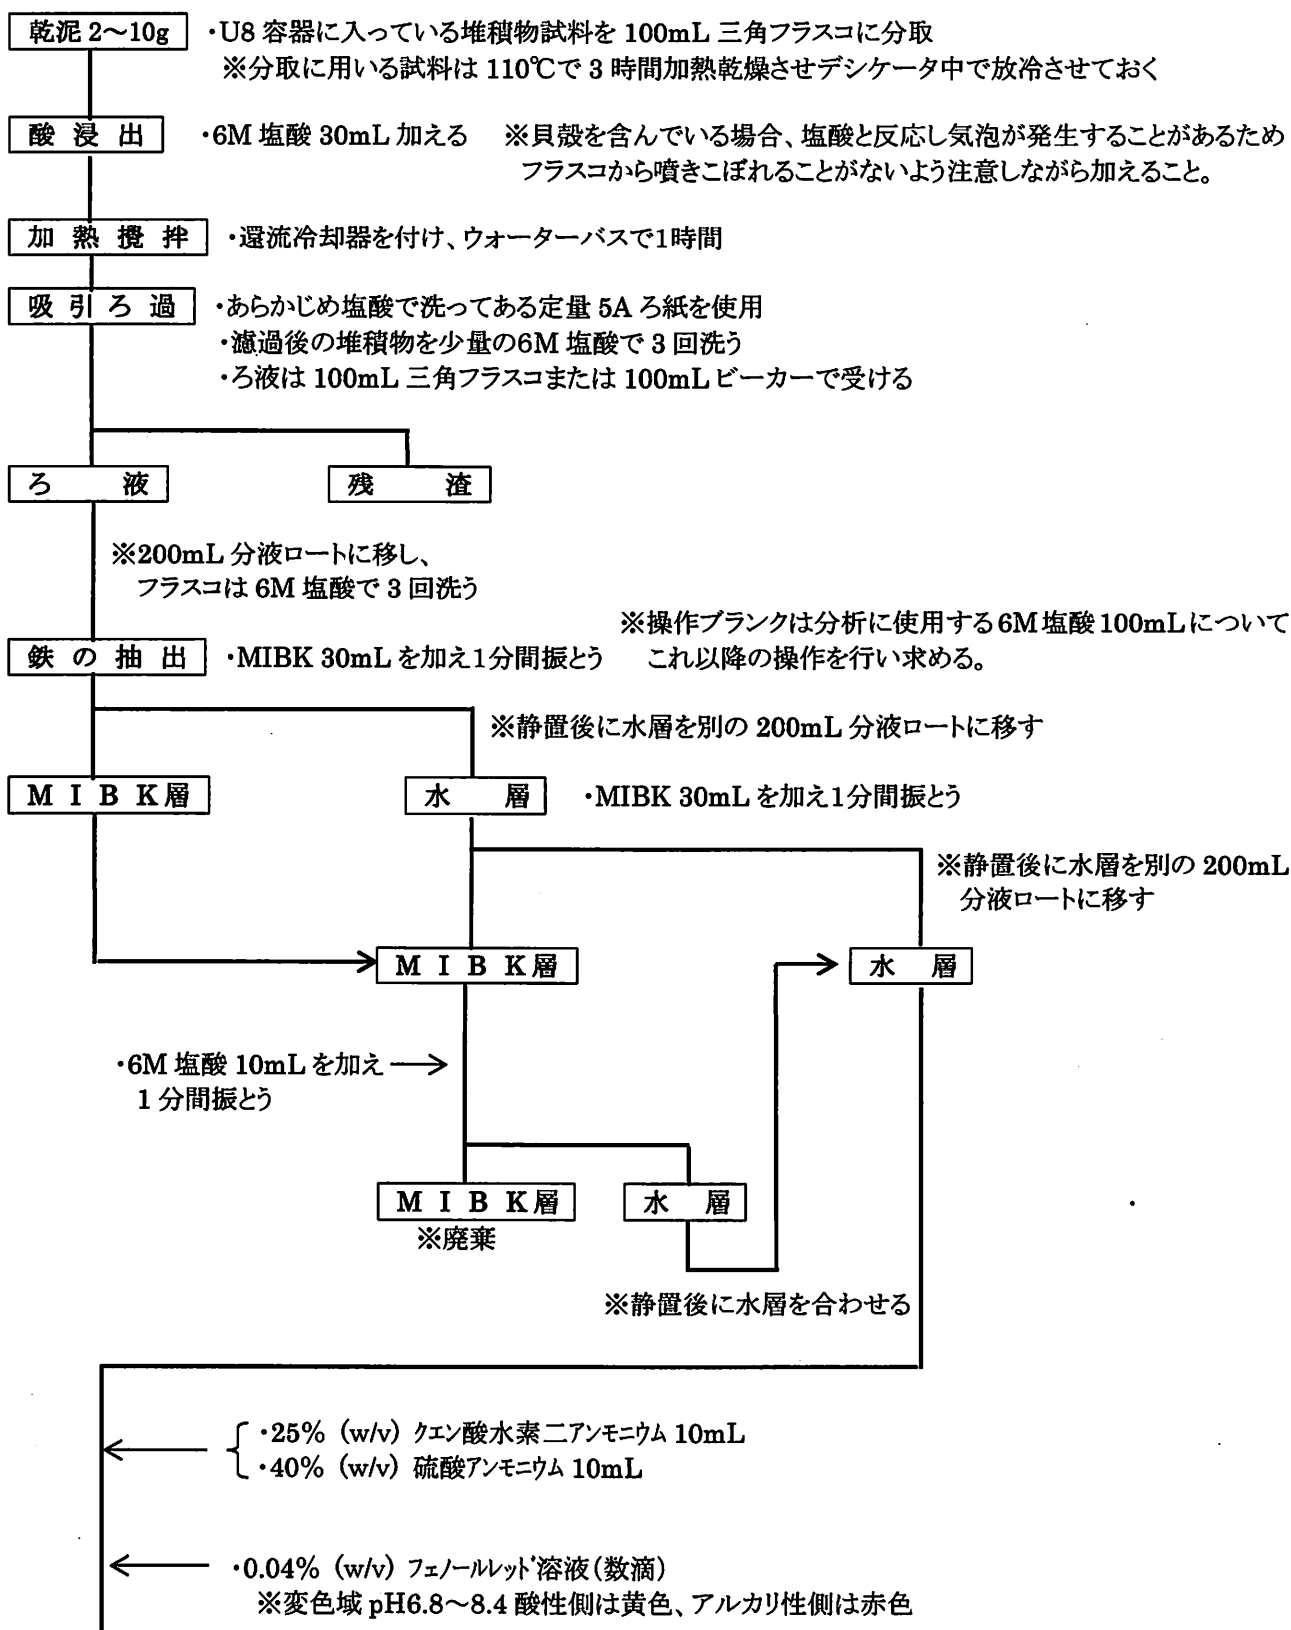 乾泥 2～10g ・U8 容器に入っている堆積物試料を 100mL 三角フラスコに分取
※分取に用いる試料は 110℃で 3 時間加熱乾燥させデシケータ中で放冷させておく
酸 浸 出 ・6M 塩酸 30mL 加える ※貝殻を含んでいる場合、塩酸と反応し気泡が発生することがあるため
フラスコから噴きこぼれることがないよう注意しながら加えること。
加 熱 攪 拌 ・還流冷却器を付け、ウォーターバスで1時間
吸 引 ろ 過 ・あらかじめ塩酸で洗ってある定量 5A ろ紙を使用
・濾過後の堆積物を少量の6M 塩酸で 3 回洗う
・ろ液は 100mL 三角フラスコまたは 100mL ビーカーで受ける
ろ 液 残 渣
※200mL 分液ロートに移し、
フラスコは 6M 塩酸で 3 回洗う
※操作ブランクは分析に使用する6M 塩酸 100mL について
鉄 の 抽 出 ・MIBK 30mL を加え1分間振とう これ以降の操作を行い求める。
※静置後に水層を別の 200mL 分液ロートに移す
M I B K層 水 層 ・MIBK 30mL を加え1分間振とう
※静置後に水層を別の 200mL
分液ロートに移す
M I B K層 水 層
・6M 塩酸 10mL を加え
1 分間振とう
M I B K層 水 層
※廃棄
※静置後に水層を合わせる
・25% (w/v) クエン酸水素二アンモニウム 10mL
・40% (w/v) 硫酸アンモニウム 10mL
・0.04% (w/v) フェノールレッド溶液(数滴)
※変色域 pH6.8～8.4 酸性側は黄色、アルカリ性側は赤色